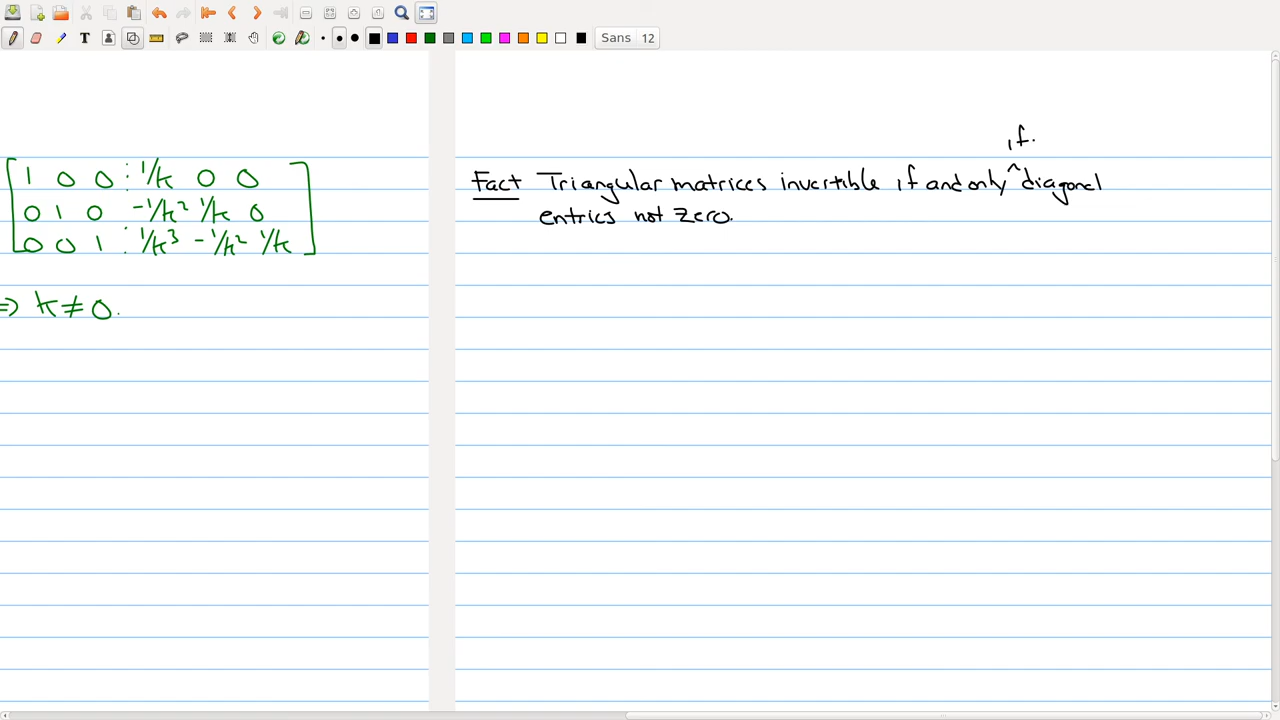 Sans 12
[1 0 0 : 1/k 0 0
0 1 0 -1/k² 1/k 0
0 0 1 : 1/k³ -1/k² 1/k]
⇒ k ≠ 0.
if.
Fact Triangular matrices invertible if and only ^ diagonal
entries not zero.